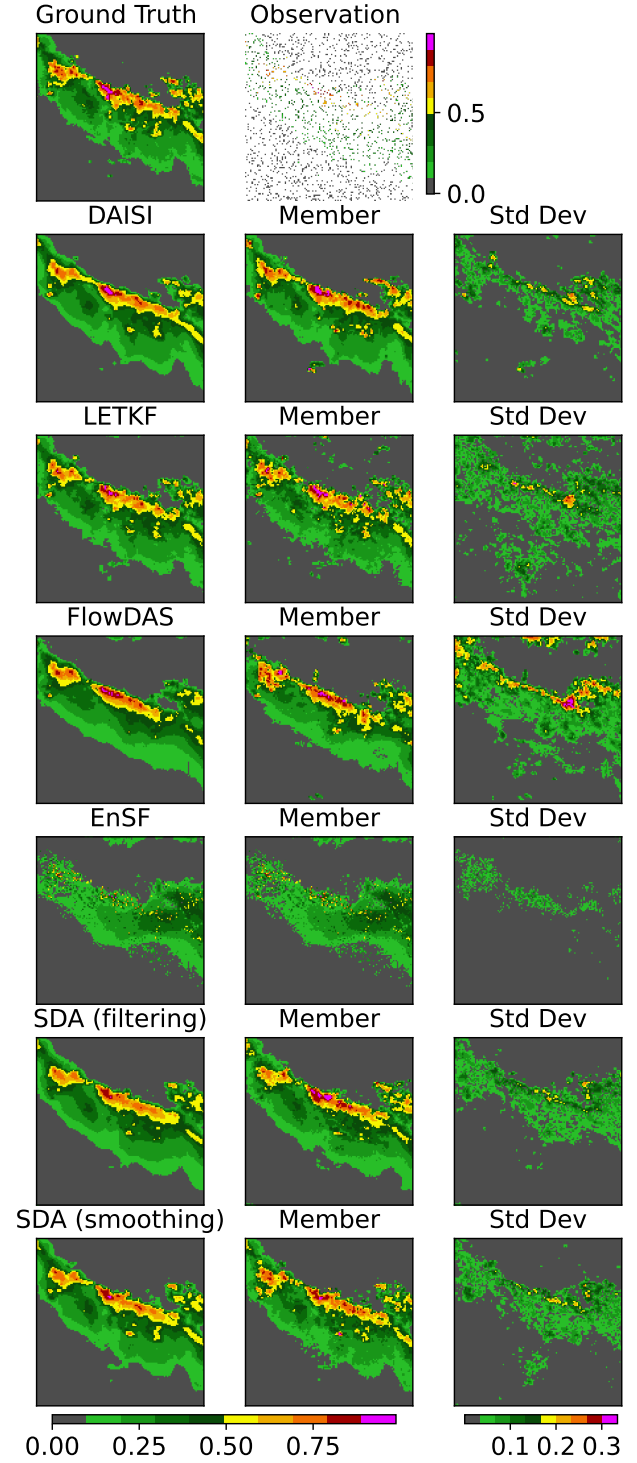 Ground Truth Observation
0.5
0.0
DAISI Member Std Dev
LETKF Member Std Dev
FlowDAS Member Std Dev
EnSF Member Std Dev
SDA (filtering) Member Std Dev
SDA (smoothing) Member Std Dev
0.00 0.25 0.50 0.75 0.1 0.2 0.3